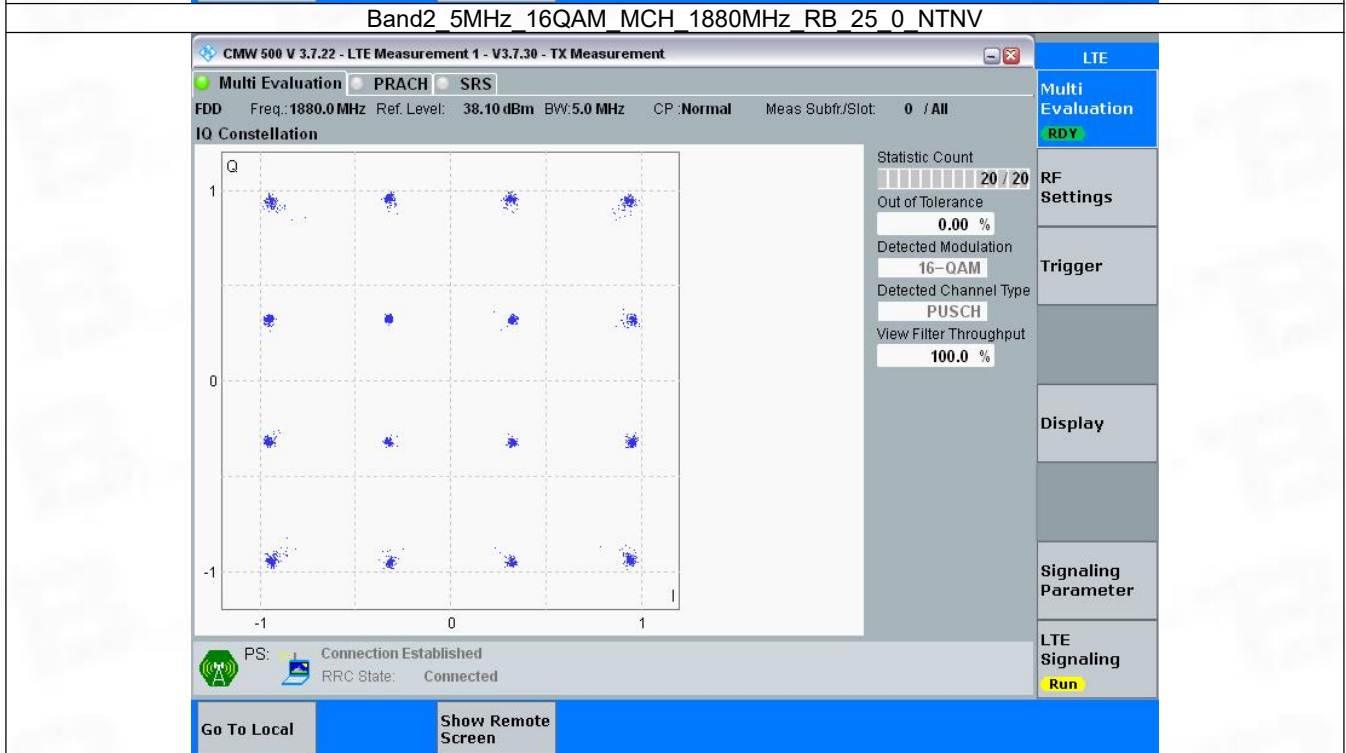 Band2_5MHz_16QAM_MCH_1880MHz_RB_25_0_NTNV
CMW 500 V 3.7.22 - LTE Measurement 1 - V3.7.30 - TX Measurement
LTE
Multi Evaluation PRACH SRS
Multi
Evaluation
RDY
FDD Freq.: 1880.0 MHz Ref. Level: 38.10 dBm BW: 5.0 MHz CP : Normal Meas Subfr./Slot: 0 / All
IQ Constellation
Q
1
0
-1
I
-1 0 1
Statistic Count
20 / 20
Out of Tolerance
0.00 %
Detected Modulation
16-QAM
Detected Channel Type
PUSCH
View Filter Throughput
100.0 %
RF
Settings
Trigger
Display
Signaling
Parameter
LTE
Signaling
Run
PS: Connection Established
RRC State: Connected
Go To Local
Show Remote
Screen